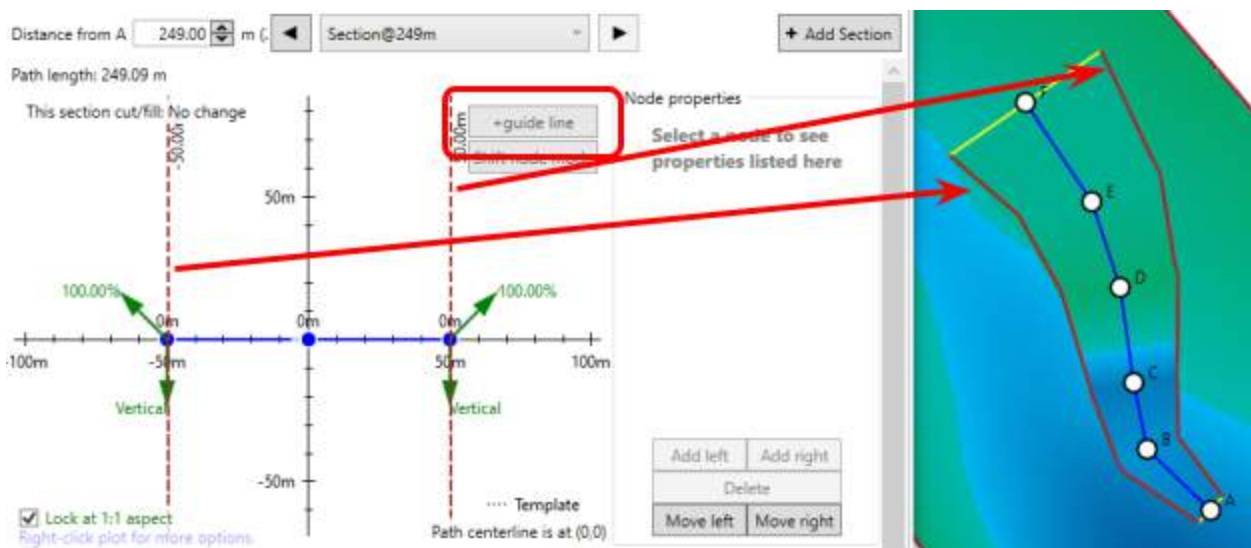 Distance from A 249.00 m (. ◀ Section@249m ▶ + Add Section
Path length: 249.09 m
This section cut/fill: No change
-50.00m
50.00m
+guide line
Shift node mode
Node properties
Select a node to see
properties listed here
50m
100.00%
100.00%
0m 0m 0m
-100m -50m 50m 100m
Vertical
Vertical
-50m
Template
Lock at 1:1 aspect
Path centerline is at (0,0)
Right-click plot for more options.
Add left Add right
Delete
Move left Move right
F
E
D
C
B
A